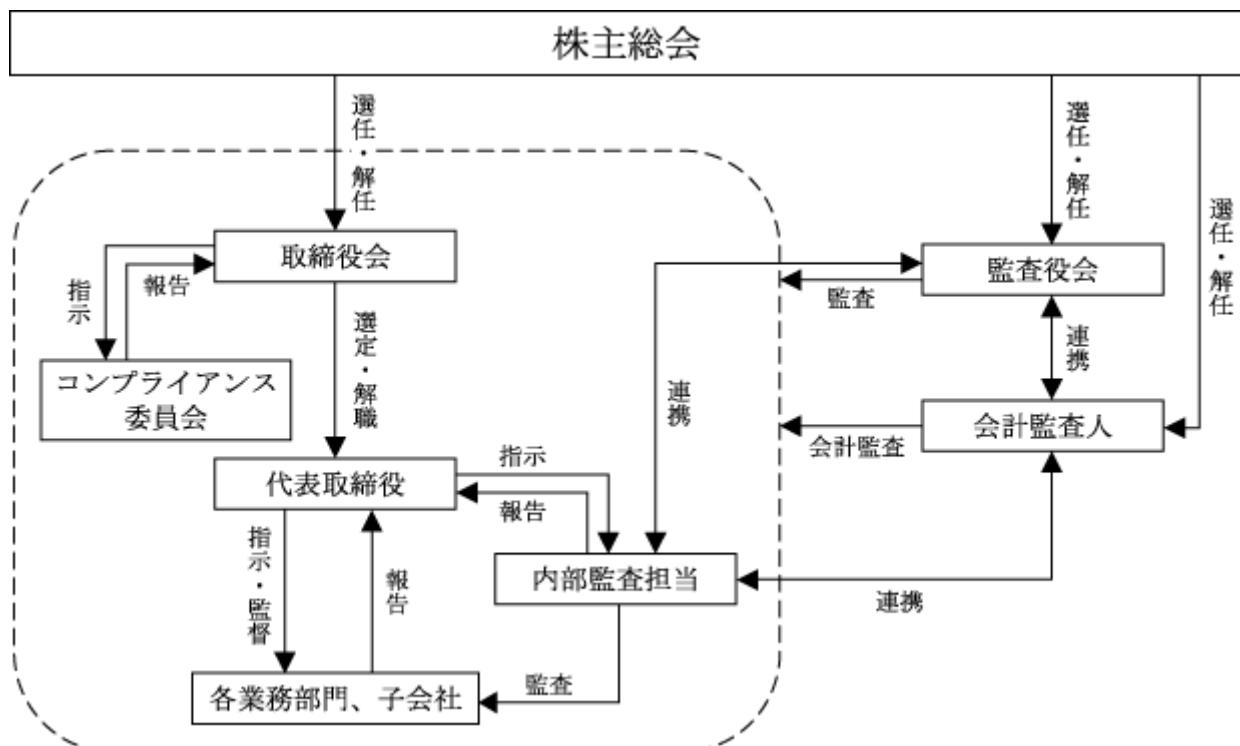 株主総会
選任・解任
選任・解任
選任・解任
取締役会
監査役会
指示
報告
監査
選定・解職
連携
コンプライアンス
委員会
連携
会計監査人
会計監査
代表取締役
指示
報告
指示・監督
報告
内部監査担当
連携
各業務部門、子会社
監査